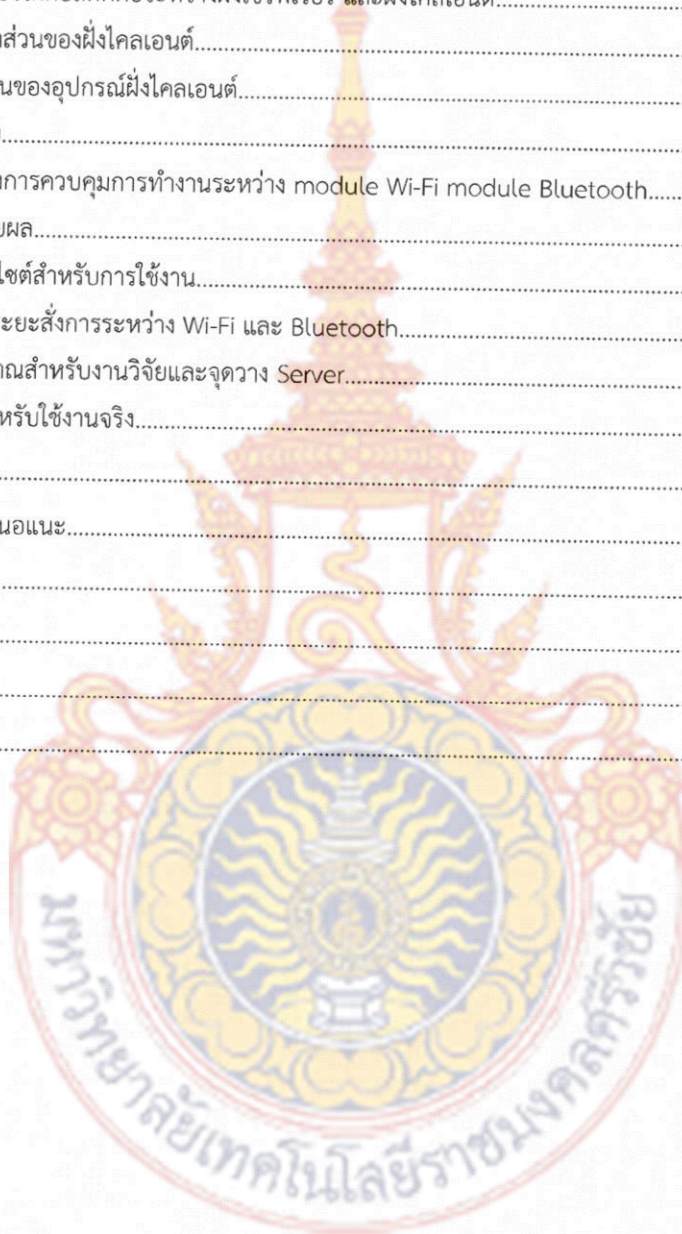 ส่วนของฝั่งไคลเอนต์
นของอุปกรณ์ฝั่งไคลเอนต์
การควบคุมการทำงานระหว่าง module Wi-Fi module Bluetooth
ยผล
ไซต์สำหรับการใช้งาน
ระยะสั่งการระหว่าง Wi-Fi และ Bluetooth
าณสำหรับงานวิจัยและจุดวาง Server
หรับใช้งานจริง
นอแนะ
มหาวิทยาลัยเทคโนโลยีราชมงคลศรีวิชัย